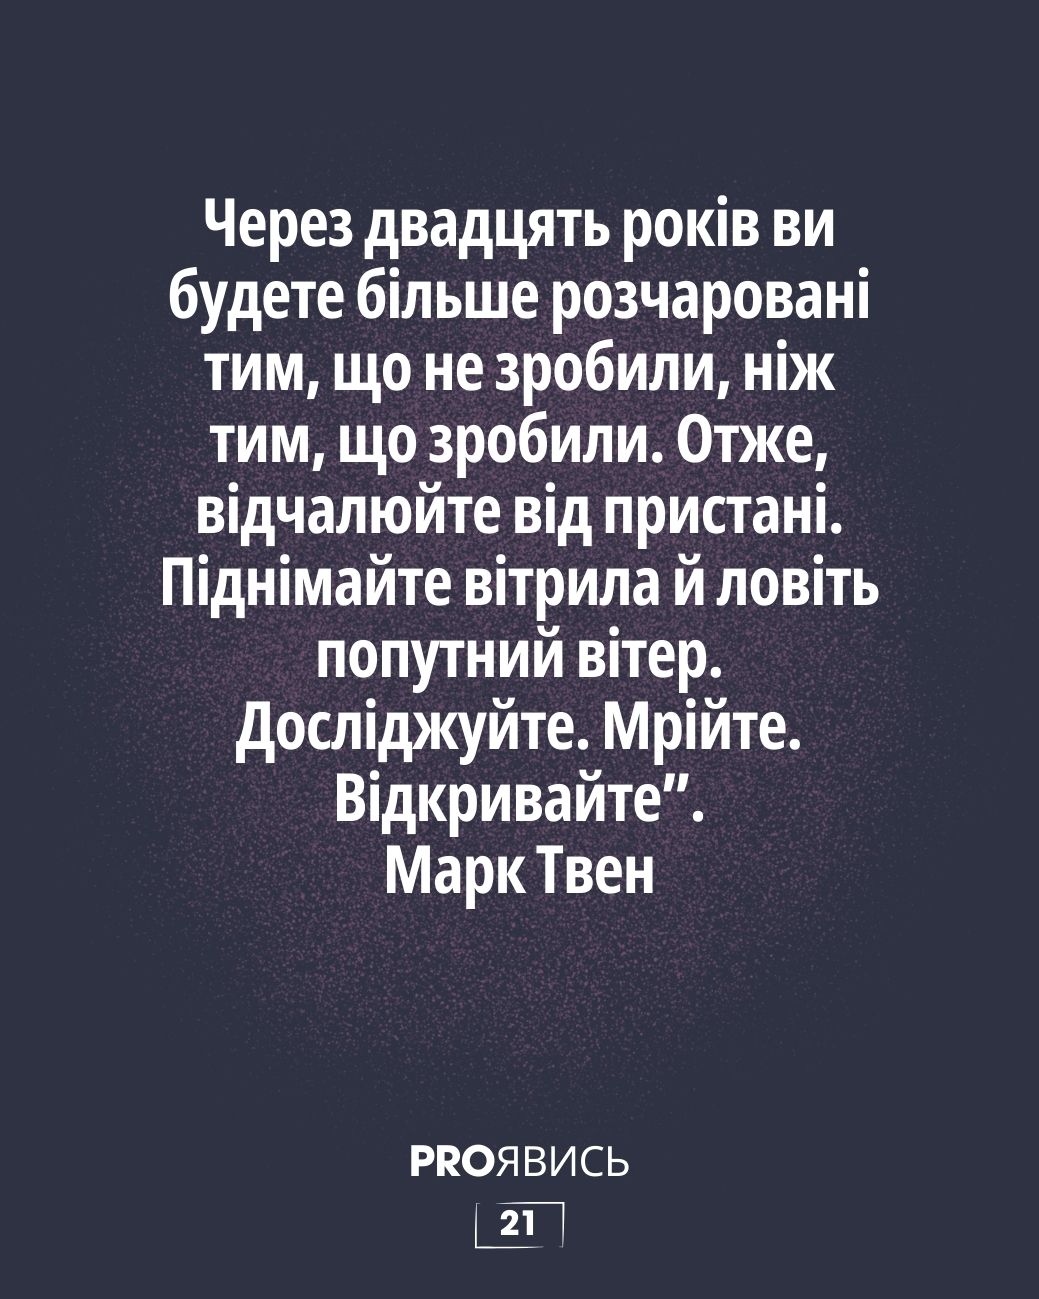 Через двадцять років ви
будете більше розчаровані
тим, що не зробили, ніж
тим, що зробили. Отже,
відчалюйте від пристані.
Піднімайте вітрила й ловіть
попутний вітер.
Досліджуйте. Мрійте.
Відкривайте”.
Марк Твен
PROЯВИСЬ
21